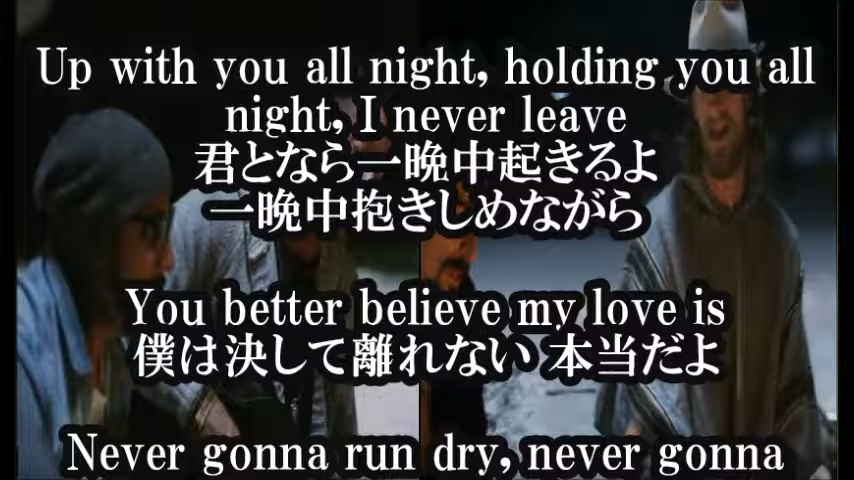 Up with you all night, holding you all
night, I never leave
君となら一晩中起きるよ
一晩中抱きしめながら
You better believe my love is
僕は決して離れない 本当だよ
Never gonna run dry, never gonna